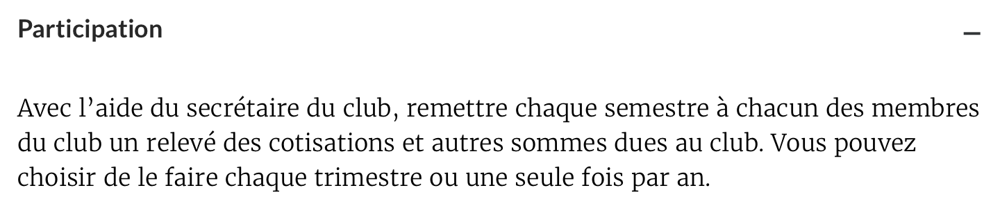 Participation
Avec l’aide du secrétaire du club, remettre chaque semestre à chacun des membres
du club un relevé des cotisations et autres sommes dues au club. Vous pouvez
choisir de le faire chaque trimestre ou une seule fois par an.